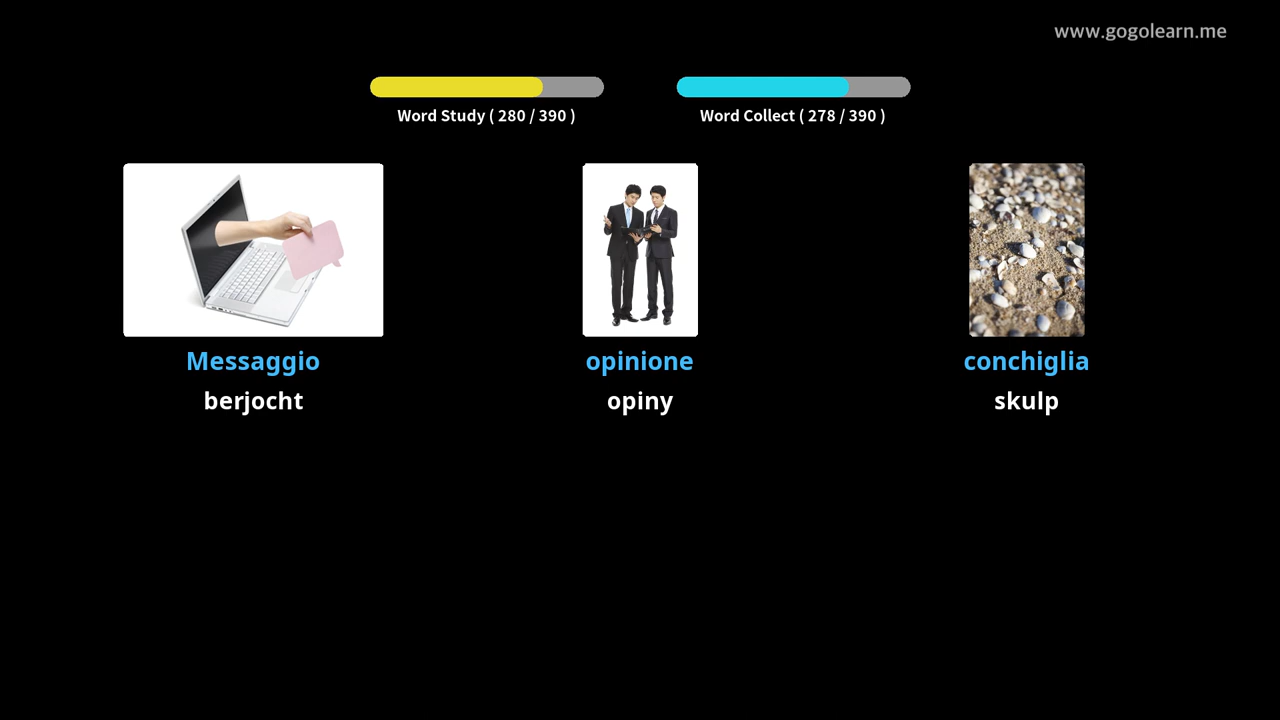 www.gogolearn.me
Word Study ( 280 / 390 )
Word Collect ( 278 / 390 )
Messaggio
opinione
conchiglia
berjocht
opiny
skulp